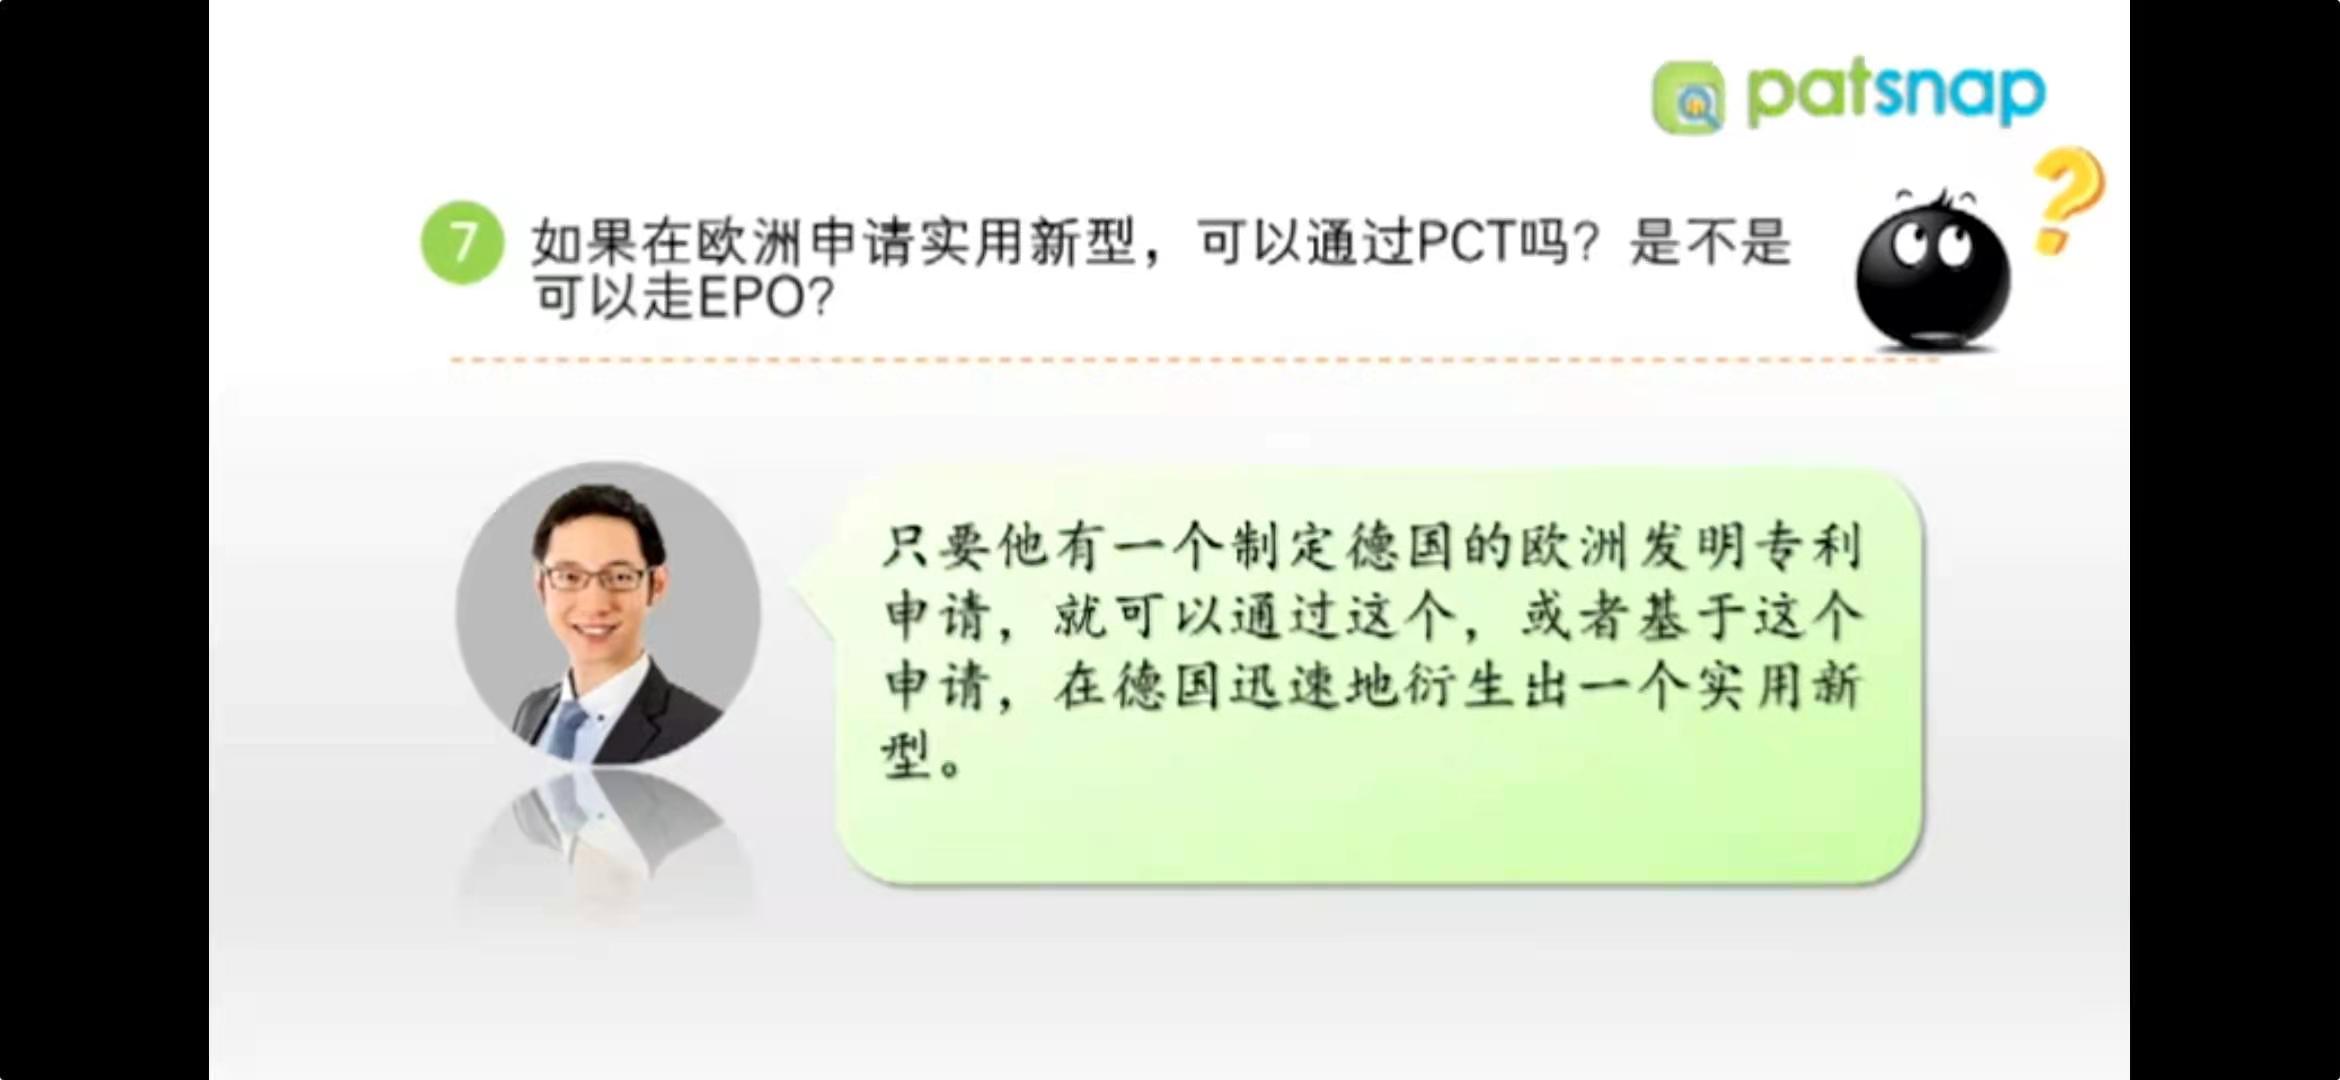 patsnap
7 如果在欧洲申请实用新型，可以通过PCT吗？是不是
可以走EPO？
只要他有一个制定德国的欧洲发明专利
申请，就可以通过这个，或者基于这个
申请，在德国迅速地衍生出一个实用新
型。